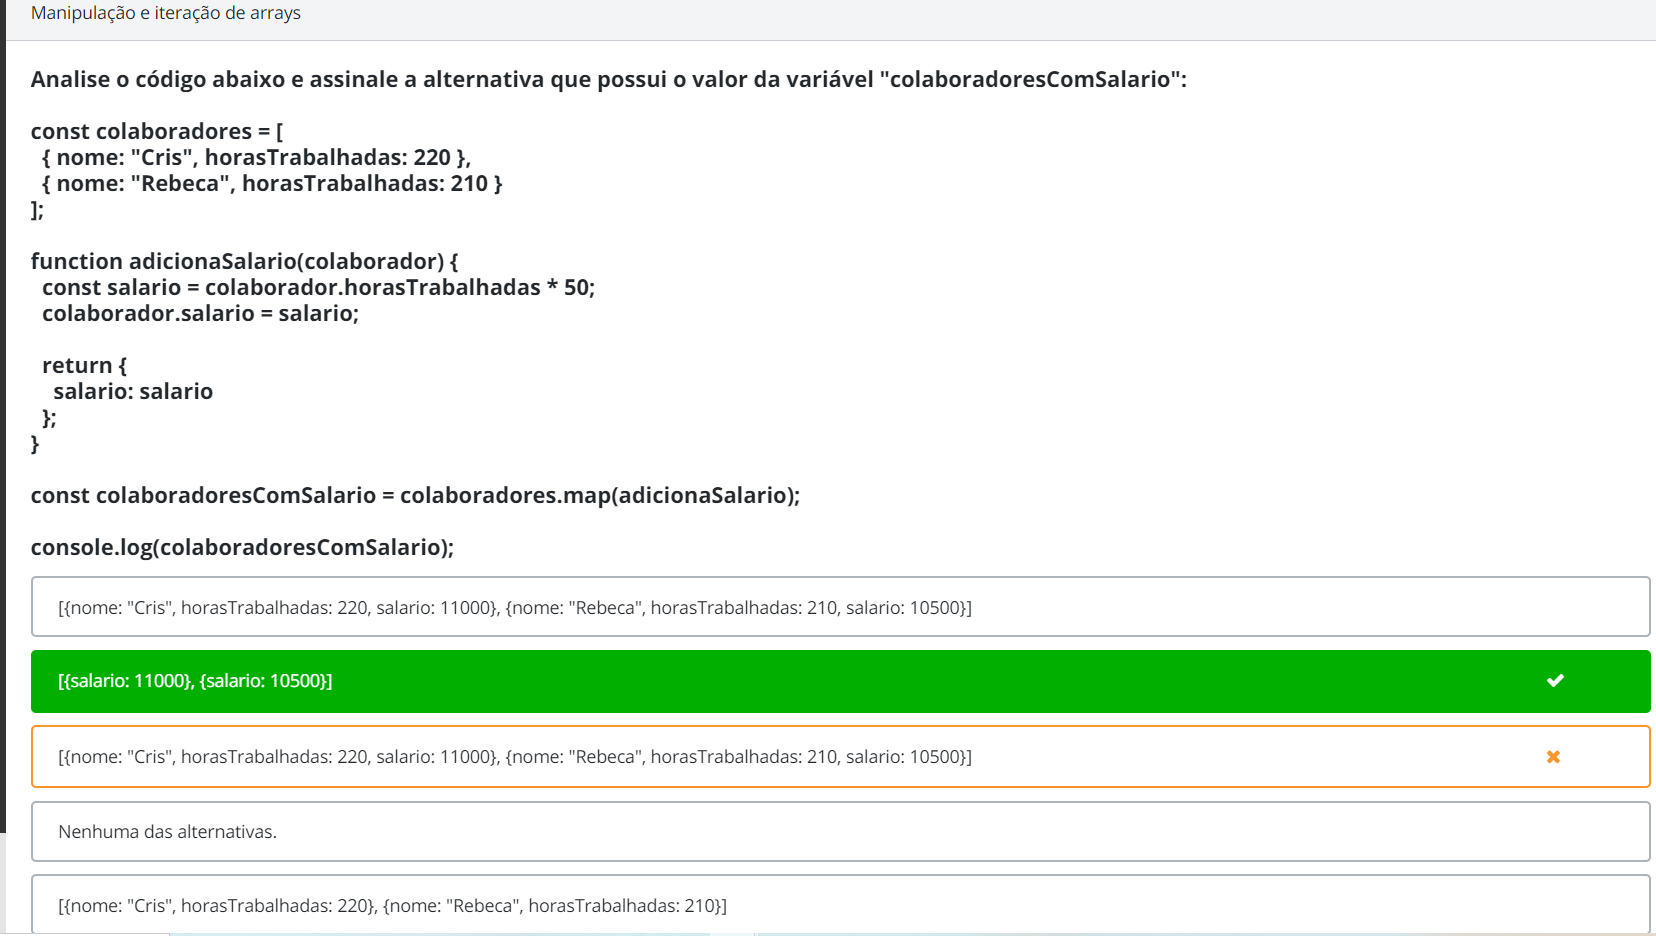 Manipulação e iteração de arrays
Analise o código abaixo e assinale a alternativa que possui o valor da variável "colaboradoresComSalario":
const colaboradores = [
{ nome: "Cris", horasTrabalhadas: 220 },
{ nome: "Rebeca", horasTrabalhadas: 210 }
];
function adicionaSalario(colaborador) {
const salario = colaborador.horasTrabalhadas * 50;
colaborador.salario = salario;
return {
salario: salario
};
}
const colaboradoresComSalario = colaboradores.map(adicionaSalario);
console.log(colaboradoresComSalario);
[{nome: "Cris", horasTrabalhadas: 220, salario: 11000}, {nome: "Rebeca", horasTrabalhadas: 210, salario: 10500}]
[{salario: 11000}, {salario: 10500}]
[{nome: "Cris", horasTrabalhadas: 220, salario: 11000}, {nome: "Rebeca", horasTrabalhadas: 210, salario: 10500}]
Nenhuma das alternativas.
[{nome: "Cris", horasTrabalhadas: 220}, {nome: "Rebeca", horasTrabalhadas: 210}]